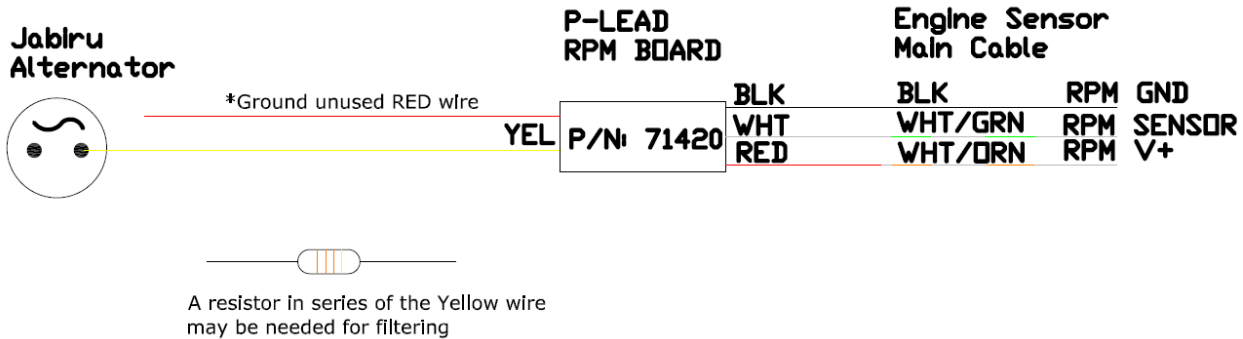 Jabiru
Alternator
*Ground unused RED wire
P-LEAD
RPM BOARD
YEL
P/N: 71420
BLK
WHT
RED
Engine Sensor
Main Cable
BLK RPM GND
WHT/GRN RPM SENSOR
WHT/ORN RPM V+
A resistor in series of the Yellow wire
may be needed for filtering